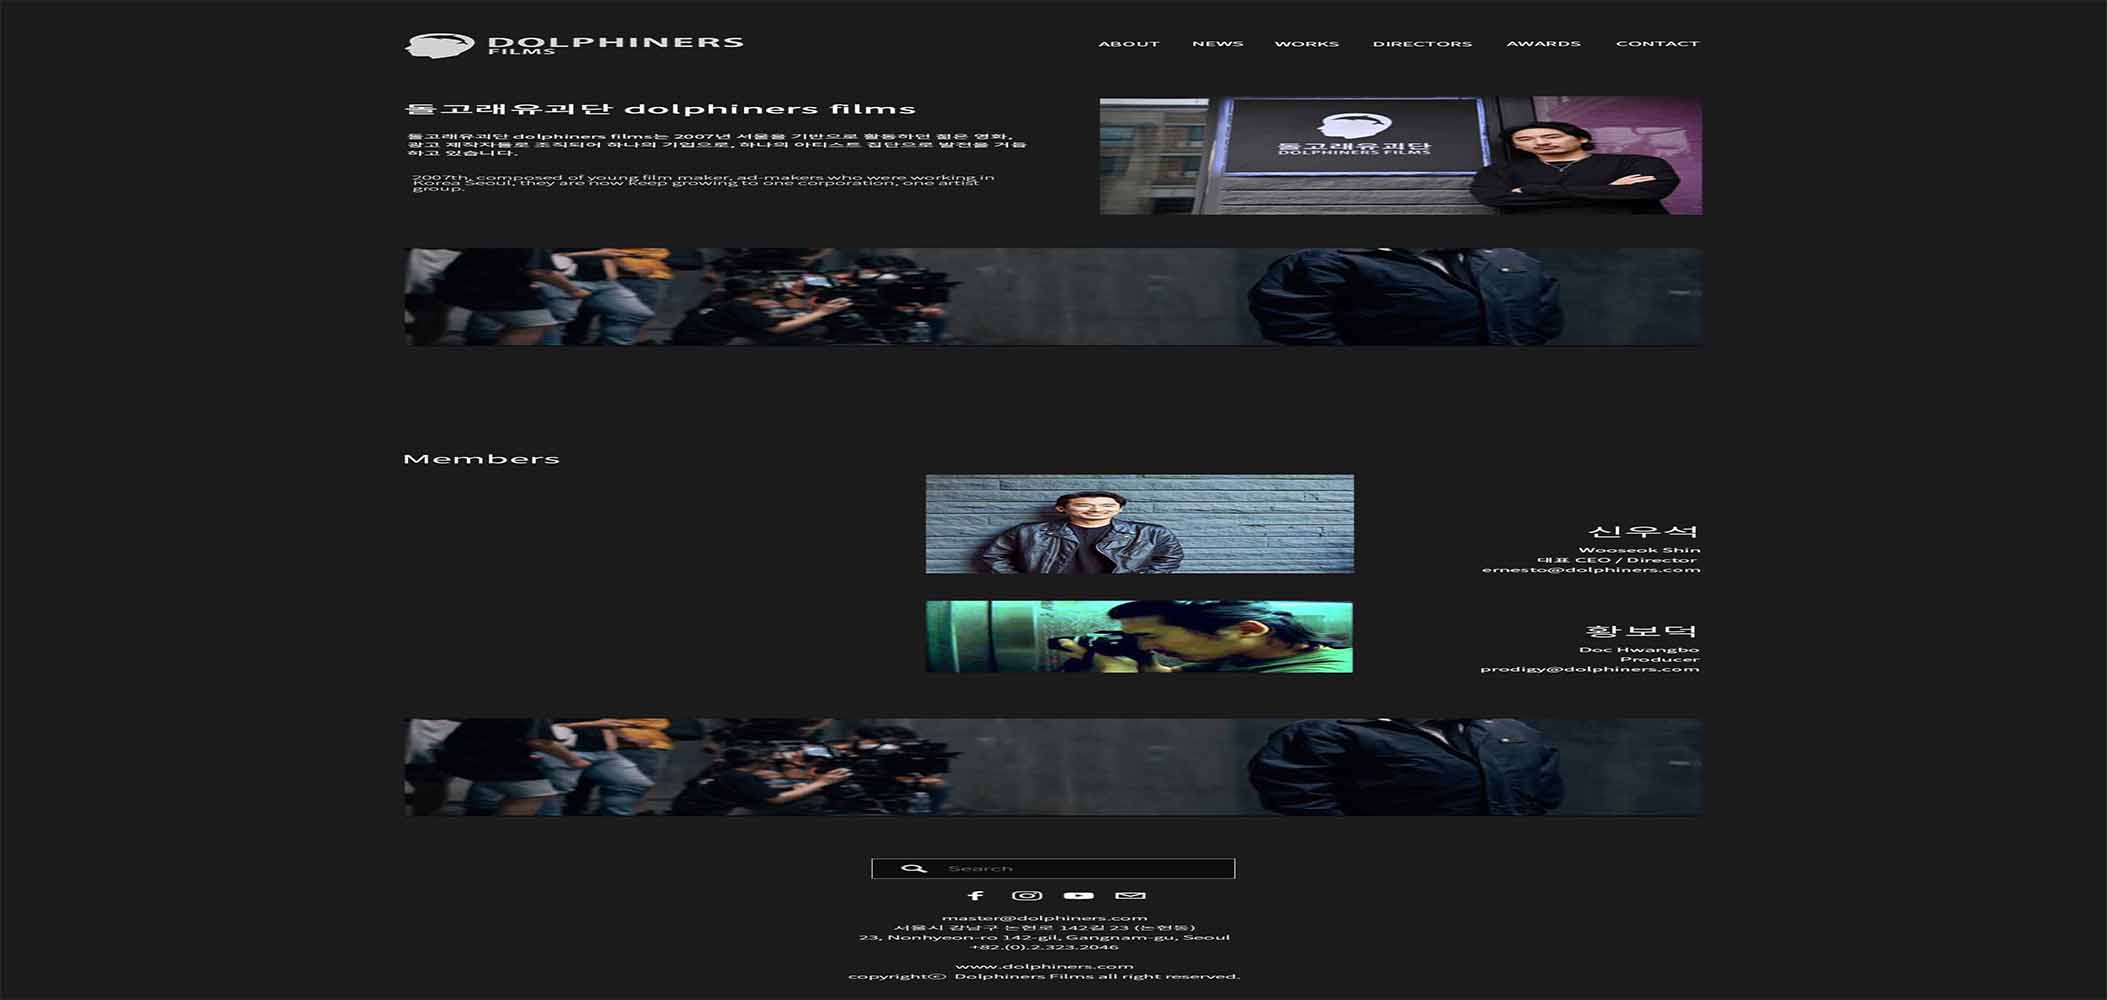 DOLPHINERS
FILMS
ABOUT NEWS WORKS DIRECTORS AWARDS CONTACT
돌고래유괴단 dolphiners films
돌고래유괴단 dolphiners films는 2007년 서울을 기반으로 활동하던 젊은 영화,
광고 제작자들로 조직되어 하나의 기업으로, 하나의 아티스트 집단으로 발전을 거듭
하고 있습니다.
2007th, composed of young film maker, ad-makers who were working in
Korea Seoul, they are now keep growing to one corporation, one artist
group.
돌고래유괴단
DOLPHINERS FILMS
Members
신우석
Wooseok Shin
대표 CEO / Director
ernesto@dolphiners.com
황보덕
Doc Hwangbo
Producer
prodigy@dolphiners.com
Search
master@dolphiners.com
서울시 강남구 논현로 142길 23 (논현동)
23, Nonhyeon-ro 142-gil, Gangnam-gu, Seoul
+82.(0).2.323.2046
www.dolphiners.com
copyrightⓒ Dolphiners Films all right reserved.